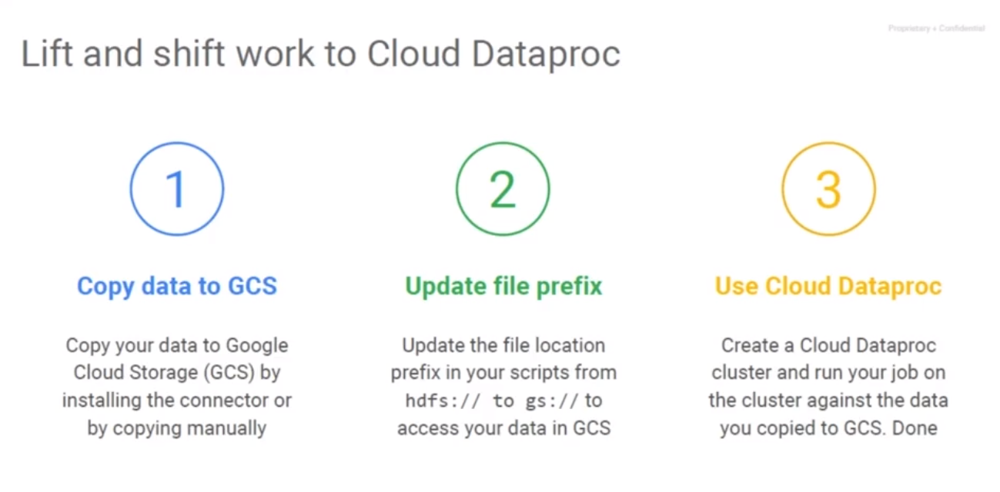 Proprietary + Confidential
Lift and shift work to Cloud Dataproc
1
Copy data to GCS
Copy your data to Google
Cloud Storage (GCS) by
installing the connector or
by copying manually
2
Update file prefix
Update the file location
prefix in your scripts from
hdfs:// to gs:// to
access your data in GCS
3
Use Cloud Dataproc
Create a Cloud Dataproc
cluster and run your job on
the cluster against the data
you copied to GCS. Done